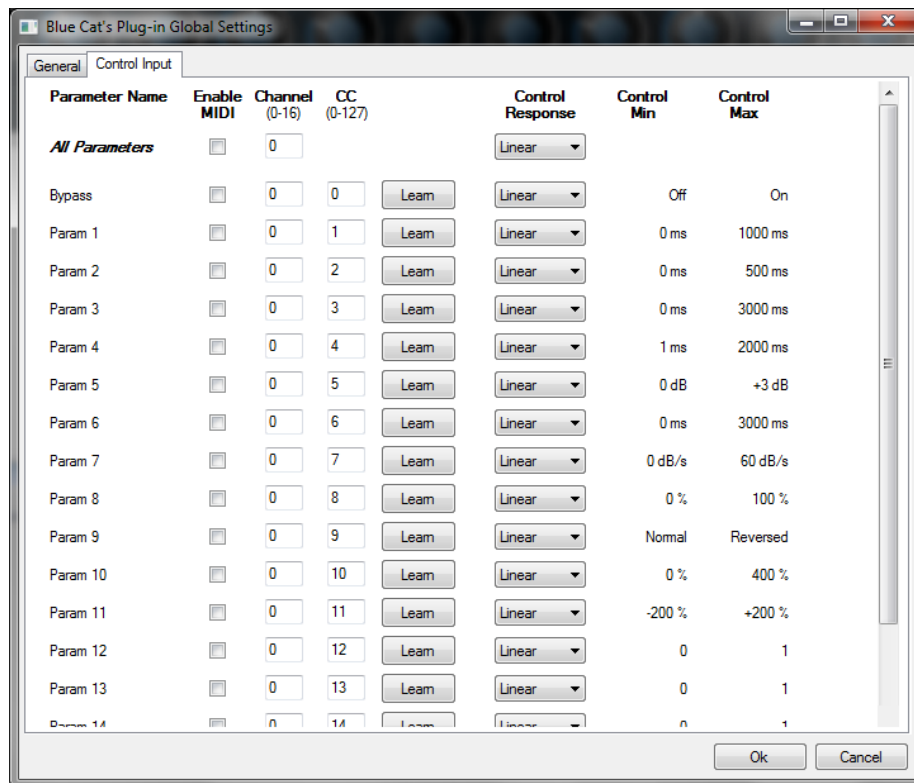 Blue Cat's Plug-in Global Settings
General Control Input
Parameter Name Enable MIDI Channel (0-16) CC (0-127) Control Response Control Min Control Max
All Parameters 0 Linear
Bypass 0 0 Learn Linear Off On
Param 1 0 1 Learn Linear 0 ms 1000 ms
Param 2 0 2 Learn Linear 0 ms 500 ms
Param 3 0 3 Learn Linear 0 ms 3000 ms
Param 4 0 4 Learn Linear 1 ms 2000 ms
Param 5 0 5 Learn Linear 0 dB +3 dB
Param 6 0 6 Learn Linear 0 ms 3000 ms
Param 7 0 7 Learn Linear 0 dB/s 60 dB/s
Param 8 0 8 Learn Linear 0 % 100 %
Param 9 0 9 Learn Linear Normal Reversed
Param 10 0 10 Learn Linear 0 % 400 %
Param 11 0 11 Learn Linear -200 % +200 %
Param 12 0 12 Learn Linear 0 1
Param 13 0 13 Learn Linear 0 1
Param 14 0 14 Learn Linear 0 1
Ok Cancel